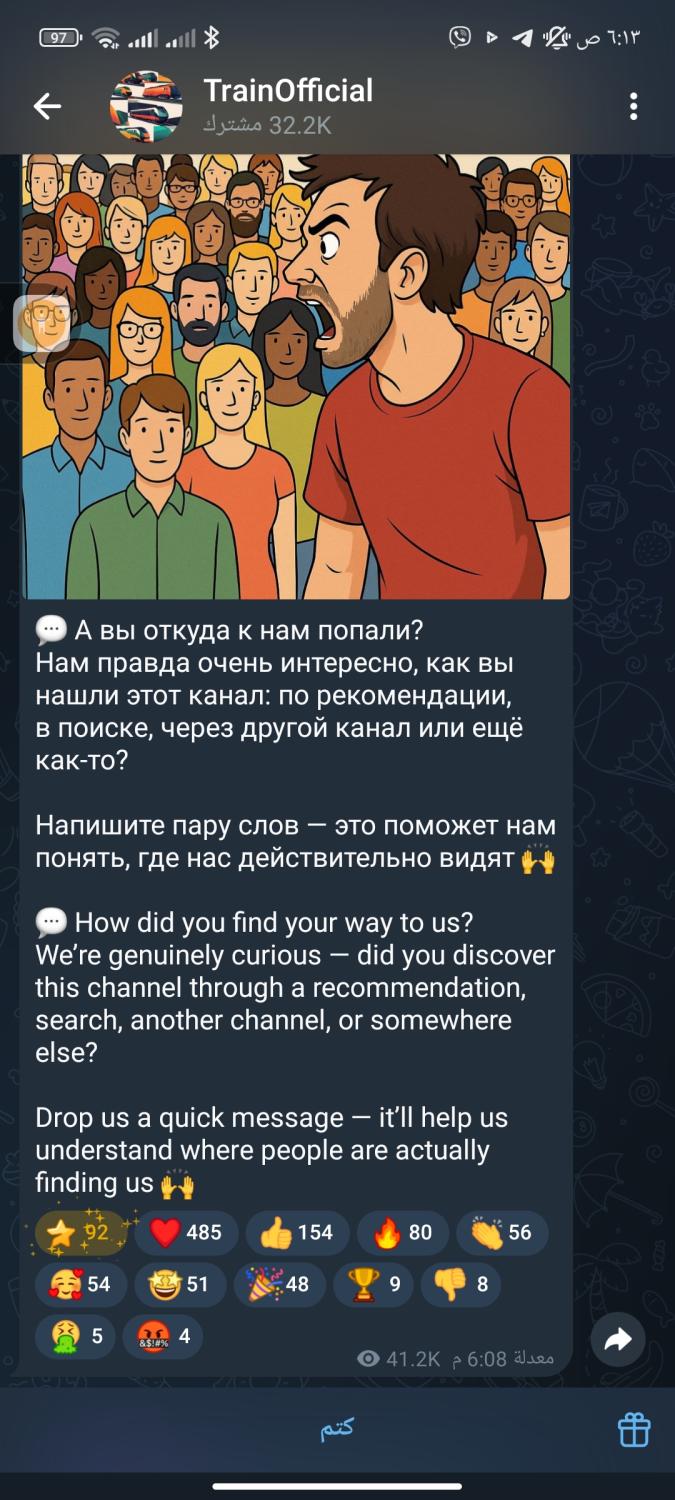 97
٦:١٣ ص
TrainOfficial
32.2K مشترك
💬 А вы откуда к нам попали?
Нам правда очень интересно, как вы
нашли этот канал: по рекомендации,
в поиске, через другой канал или ещё
как-то?
Напишите пару слов — это поможет нам
понять, где нас действительно видят 🙌
💬 How did you find your way to us?
We’re genuinely curious — did you discover
this channel through a recommendation,
search, another channel, or somewhere
else?
Drop us a quick message — it’ll help us
understand where people are actually
finding us 🙌
⭐ 92 ❤️ 485 👍 154 🔥 80 👏 56
🥰 54 🤩 51 🎉 48 🏆 9 👎 8
🤮 5 🤬 4
&$!#%
41.2K معدلة 6:08 م
كتم